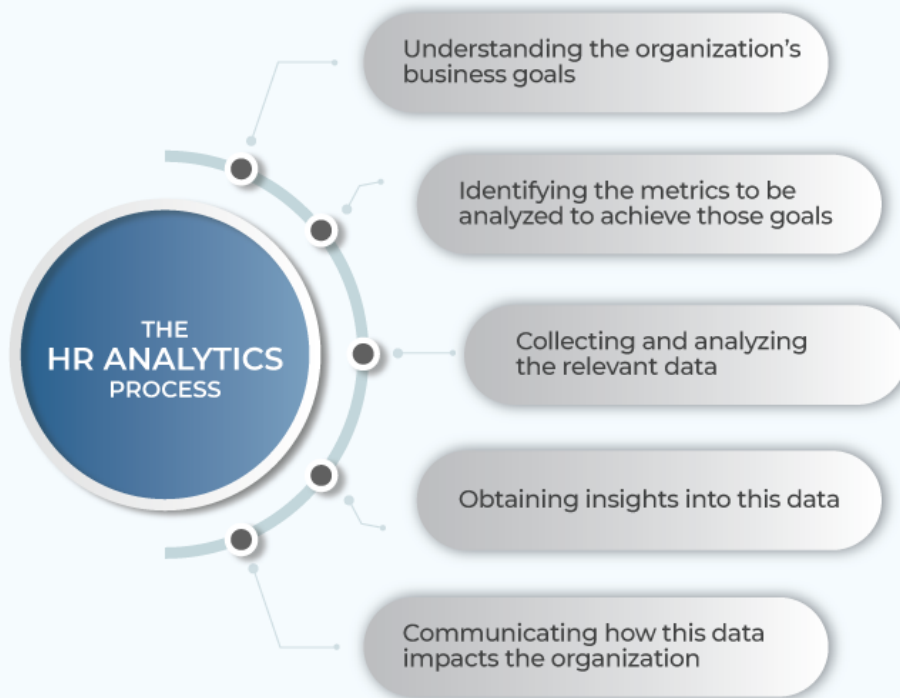 THE
HR ANALYTICS
PROCESS
Understanding the organization’s
business goals
Identifying the metrics to be
analyzed to achieve those goals
Collecting and analyzing
the relevant data
Obtaining insights into this data
Communicating how this data
impacts the organization